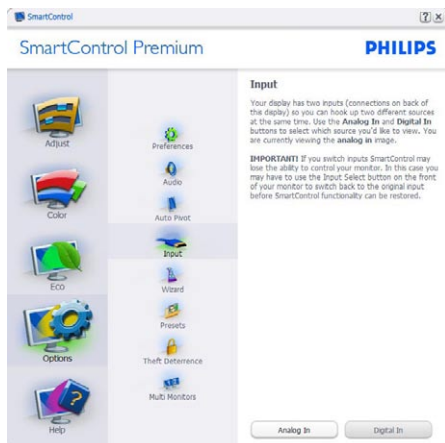 SmartControl
SmartControl Premium
PHILIPS
Adjust
Color
Eco
Options
Help
Preferences
Audio
Auto Pivot
Input
Wizard
Presets
Theft Deterrence
Multi Monitors
Input
Your display has two inputs (connections on back of
this display) so you can hook up two different sources
at the same time. Use the Analog In and Digital In
buttons to select which source you'd like to view. You
are currently viewing the analog in image.
IMPORTANT! If you switch inputs SmartControl may
lose the ability to control your monitor. In this case you
may have to use the Input Select button on the front
of your monitor to switch back to the original input
before SmartControl functionality can be restored.
Analog In
Digital In